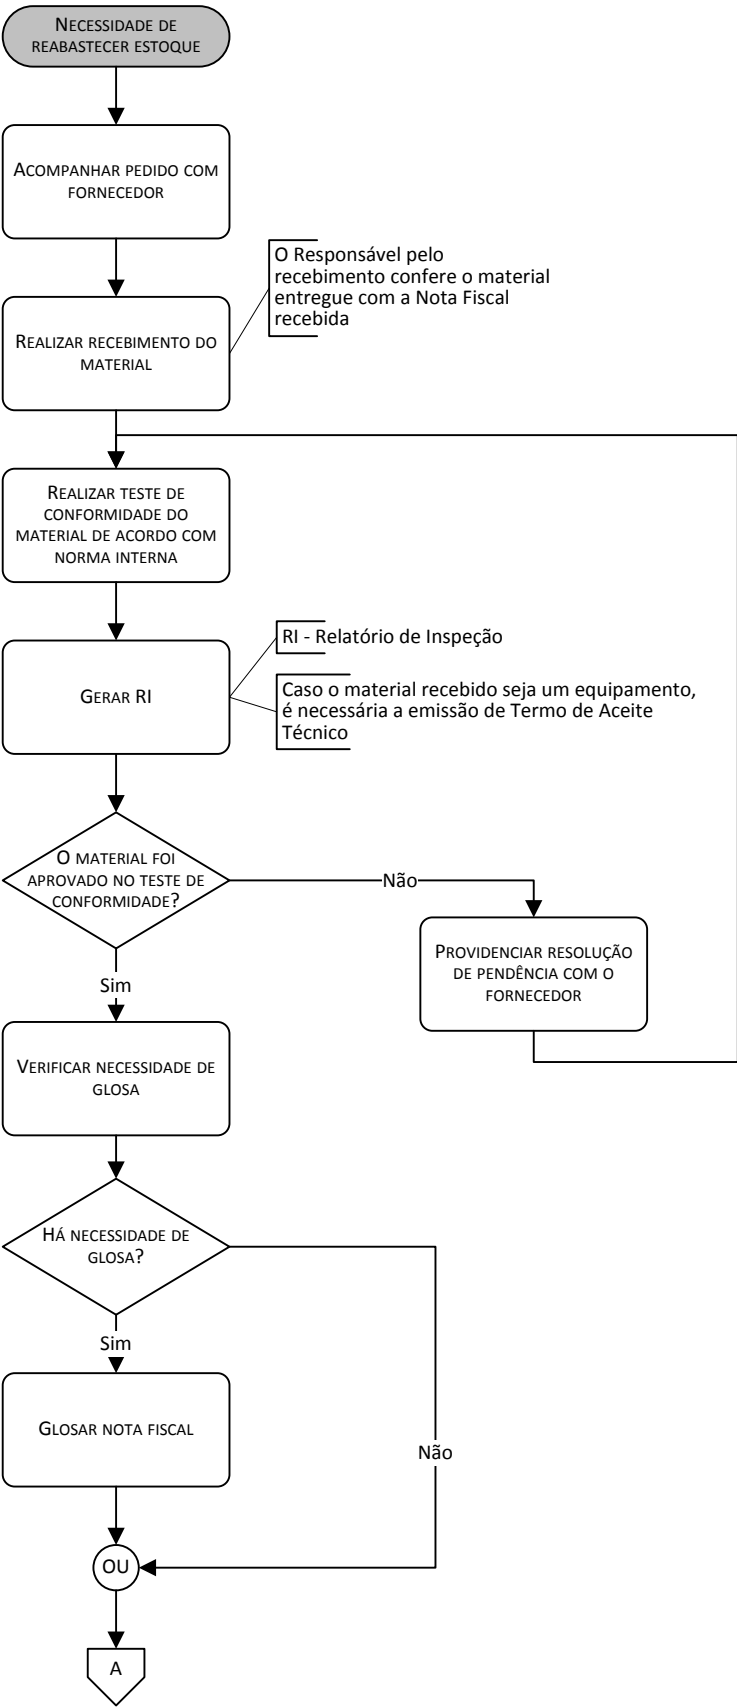 NECESSIDADE DE
REABASTECER ESTOQUE
ACOMPANHAR PEDIDO COM
FORNECEDOR
O Responsável pelo
recebimento confere o material
entregue com a Nota Fiscal
recebida
REALIZAR RECEBIMENTO DO
MATERIAL
REALIZAR TESTE DE
CONFORMIDADE DO
MATERIAL DE ACORDO COM
NORMA INTERNA
RI - Relatório de Inspeção
GERAR RI
Caso o material recebido seja um equipamento,
é necessária a emissão de Termo de Aceite
Técnico
O MATERIAL FOI
APROVADO NO TESTE DE
CONFORMIDADE?
Não
PROVIDENCIAR RESOLUÇÃO
DE PENDÊNCIA COM O
FORNECEDOR
Sim
VERIFICAR NECESSIDADE DE
GLOSA
HÁ NECESSIDADE DE
GLOSA?
Sim
GLOSAR NOTA FISCAL
Não
OU
A